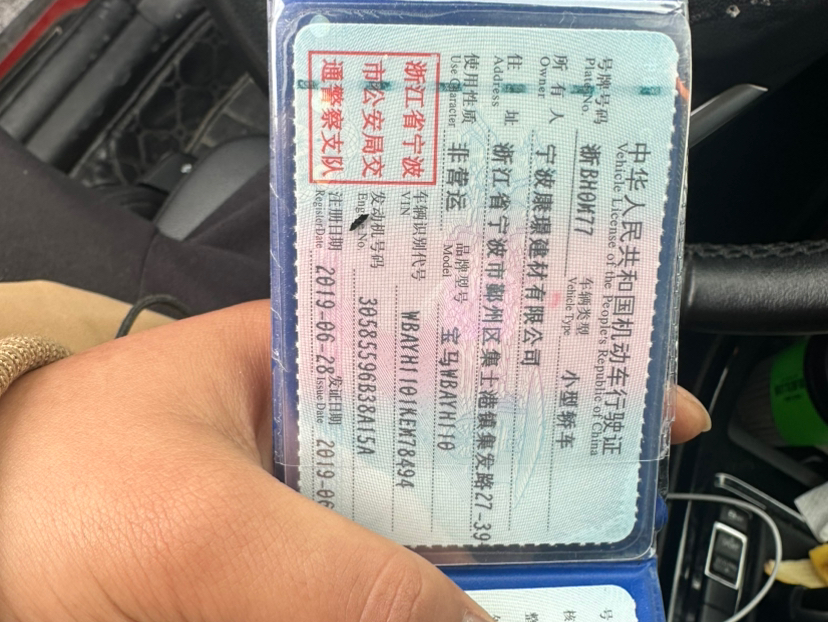 中华人民共和国机动车行驶证
Vehicle License of the People's Republic of China
号牌号码 浙BH0M77 车辆类型 小型轿车
Plate No. Vehicle Type
所有人 宁波康璟建材有限公司
Owner
住址 浙江省宁波市鄞州区集士港镇集发路27-39
Address
使用性质 非营运 品牌型号 宝马WBAYH110
Use Character Model
浙江省宁波
市公安局交
通警察支队
车辆识别代号 WBAYH1101KEM78494
VIN
发动机号码 30585596B38A15A
Engine No.
注册日期 2019-06-28 发证日期 2019-06
Register Date Issue Date
号
核